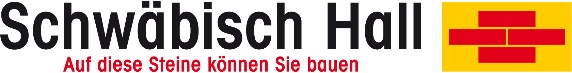 Schwäbisch Hall
Auf diese Steine können Sie bauen